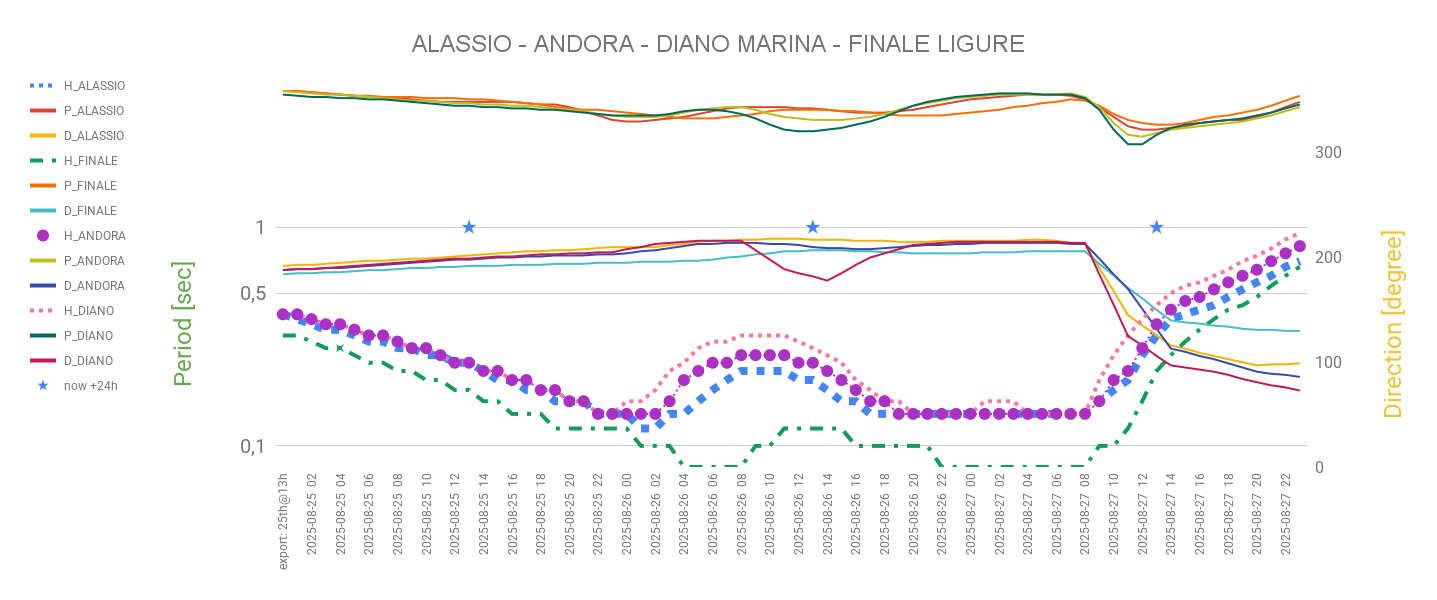 ALASSIO - ANDORA - DIANO MARINA - FINALE LIGURE
H_ALASSIO
P_ALASSIO
D_ALASSIO
H_FINALE
P_FINALE
D_FINALE
H_ANDORA
P_ANDORA
D_ANDORA
H_DIANO
P_DIANO
D_DIANO
now +24h
Period [sec]
1
0,5
0,1
300
200
100
0
Direction [degree]
export: 25th@13h
2025-08-25 02
2025-08-25 04
2025-08-25 06
2025-08-25 08
2025-08-25 10
2025-08-25 12
2025-08-25 14
2025-08-25 16
2025-08-25 18
2025-08-25 20
2025-08-25 22
2025-08-26 00
2025-08-26 02
2025-08-26 04
2025-08-26 06
2025-08-26 08
2025-08-26 10
2025-08-26 12
2025-08-26 14
2025-08-26 16
2025-08-26 18
2025-08-26 20
2025-08-26 22
2025-08-27 00
2025-08-27 02
2025-08-27 04
2025-08-27 06
2025-08-27 08
2025-08-27 10
2025-08-27 12
2025-08-27 14
2025-08-27 16
2025-08-27 18
2025-08-27 20
2025-08-27 22